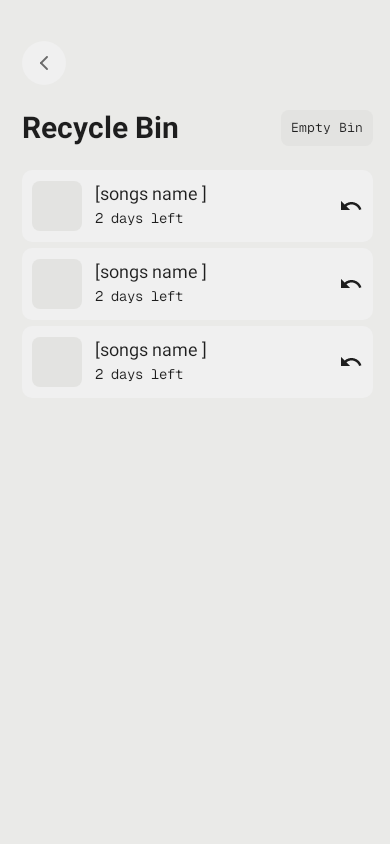 Recycle Bin
Empty Bin
[songs name ]
2 days left
[songs name ]
2 days left
[songs name ]
2 days left